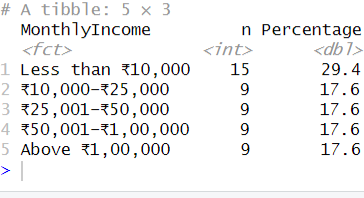 # A tibble: 5 × 3
MonthlyIncome n Percentage
<fct> <int> <dbl>
1 Less than ₹10,000 15 29.4
2 ₹10,000–₹25,000 9 17.6
3 ₹25,001–₹50,000 9 17.6
4 ₹50,001–₹1,00,000 9 17.6
5 Above ₹1,00,000 9 17.6
>